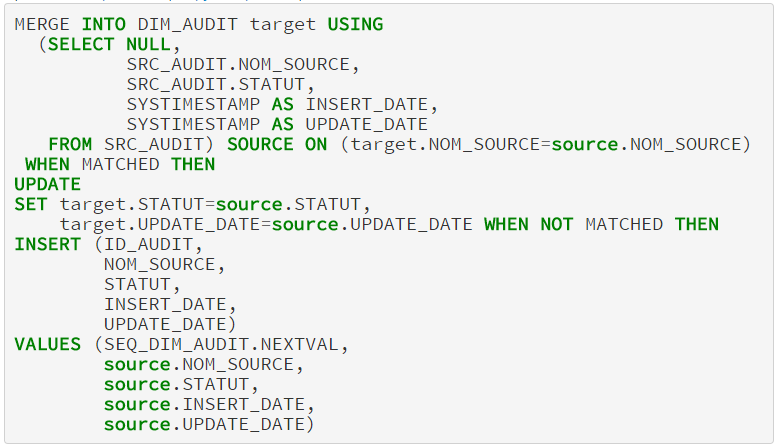 MERGE INTO DIM_AUDIT target USING
(SELECT NULL,
SRC_AUDIT.NOM_SOURCE,
SRC_AUDIT.STATUT,
SYSTIMESTAMP AS INSERT_DATE,
SYSTIMESTAMP AS UPDATE_DATE
FROM SRC_AUDIT) SOURCE ON (target.NOM_SOURCE=source.NOM_SOURCE)
WHEN MATCHED THEN
UPDATE
SET target.STATUT=source.STATUT,
target.UPDATE_DATE=source.UPDATE_DATE WHEN NOT MATCHED THEN
INSERT (ID_AUDIT,
NOM_SOURCE,
STATUT,
INSERT_DATE,
UPDATE_DATE)
VALUES (SEQ_DIM_AUDIT.NEXTVAL,
source.NOM_SOURCE,
source.STATUT,
source.INSERT_DATE,
source.UPDATE_DATE)